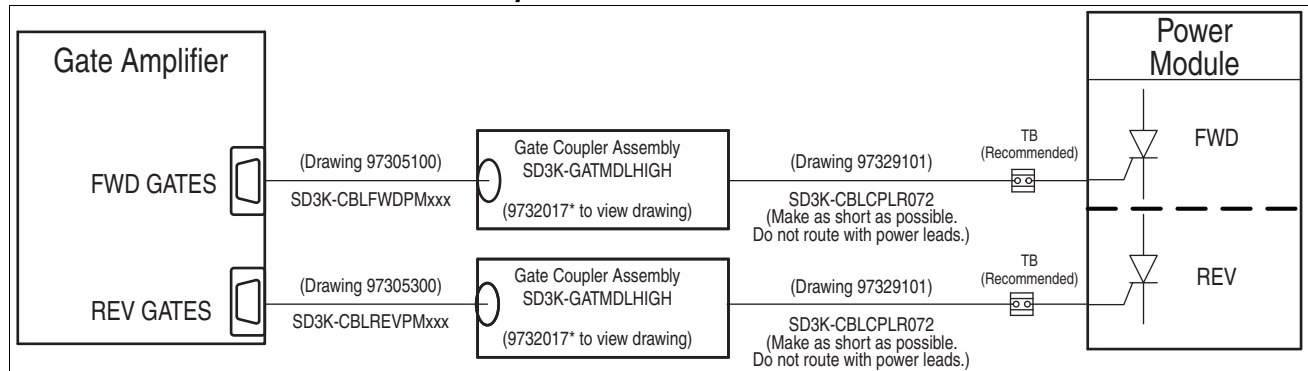 Gate Amplifier
FWD GATES
REV GATES
(Drawing 97305100)
SD3K-CBLFWDPMxxx
Gate Coupler Assembly
SD3K-GATMDLHIGH
(9732017* to view drawing)
(Drawing 97329101)
SD3K-CBLCPLR072
(Make as short as possible.
Do not route with power leads.)
TB
(Recommended)
Power
Module
FWD
(Drawing 97305300)
SD3K-CBLREVPMxxx
Gate Coupler Assembly
SD3K-GATMDLHIGH
(9732017* to view drawing)
(Drawing 97329101)
SD3K-CBLCPLR072
(Make as short as possible.
Do not route with power leads.)
TB
(Recommended)
REV